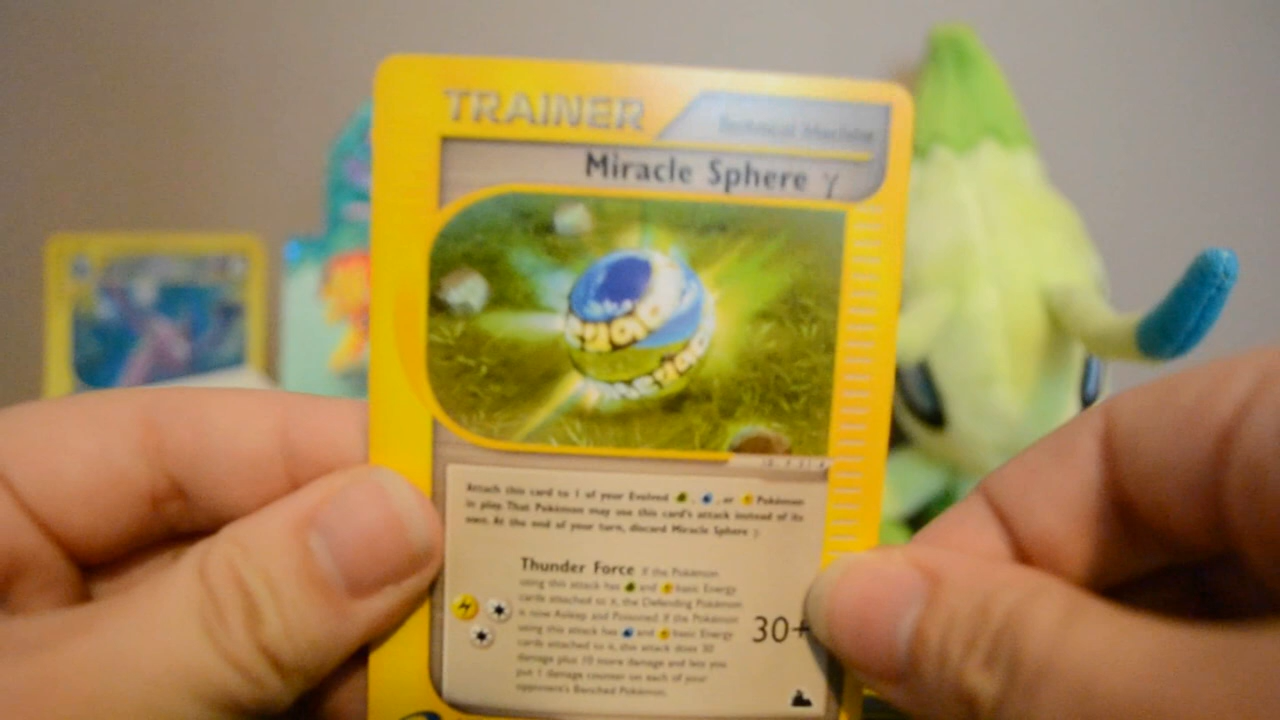 TRAINER
Technical Machine
Miracle Sphere γ
Attach this card to 1 of your Evolved , , or Pokémon
in play. That Pokémon may use this card's attack instead of its
own. At the end of your turn, discard Miracle Sphere γ.
Thunder Force If the Pokémon
using this attack has and basic Energy
cards attached to it, the Defending Pokémon
is now Asleep and Poisoned. If the Pokémon
using this attack has and basic Energy
cards attached to it, this attack does 30
damage plus 10 more damage and lets you
put 1 damage counter on each of your
opponent's Benched Pokémon.
30+